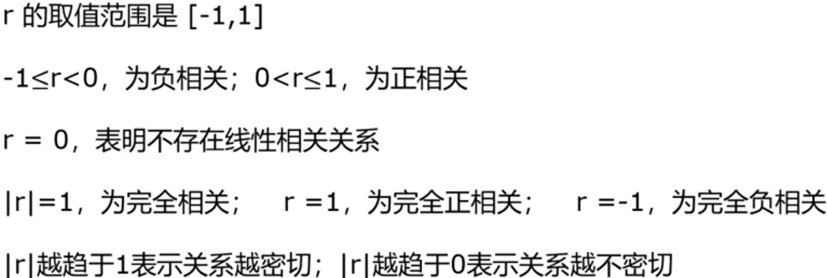 r 的取值范围是 [-1,1]
-1≤r<0，为负相关；0<r≤1，为正相关
r = 0，表明不存在线性相关关系
|r|=1，为完全相关； r =1，为完全正相关； r =-1，为完全负相关
|r|越趋于1表示关系越密切；|r|越趋于0表示关系越不密切